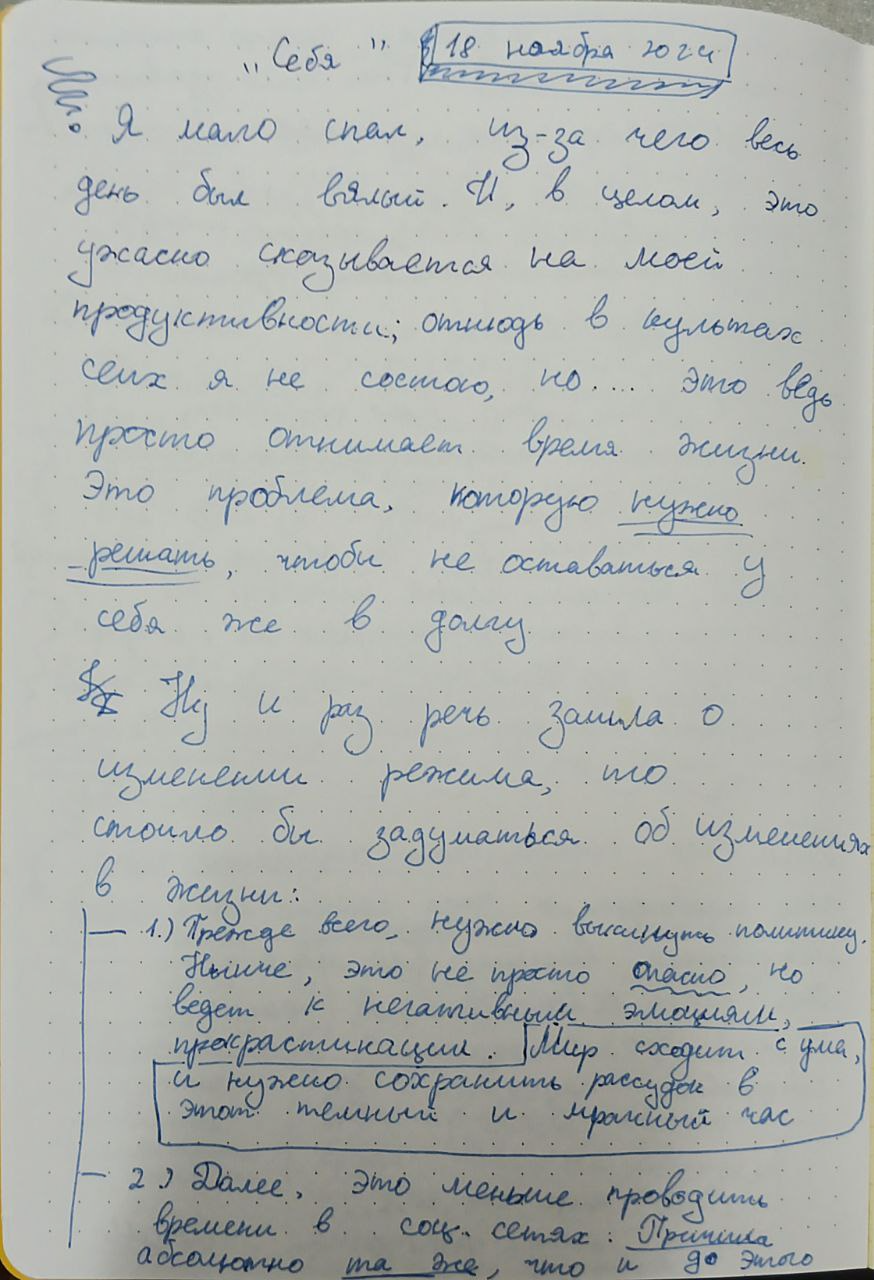 „Себя" 18 ноября 2024
Я мало спал, из-за чего весь
день был вялый. И, в целом, это
ужасно сказывается на моей
продуктивности; отнюдь в культах
сих я не состою, но.... это ведь
просто отнимает время жизни.
Это проблема, которую нужно
решать, чтобы не оставаться у
себя же в долгу
Ну и раз речь зашла о
изменении режима, то
стоило бы задуматься об изменениях
в жизни:
— 1.) Прежде всего, нужно выкинуть политику.
Нынче, это не просто опасно, но
ведет к негативным эмоциям,
прокрастинации. Мир сходит с ума,
и нужно сохранить рассудок в
этот темный и мрачный час
— 2.) Далее, это меньше проводить
времени в соц. сетях. Причина
абсолютно та же, что и до этого